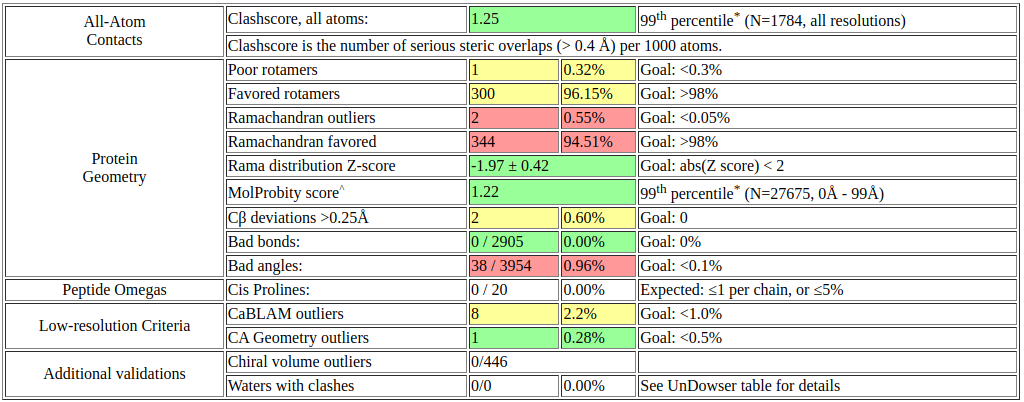 All-Atom
Contacts
Clashscore, all atoms: 1.25 99th percentile* (N=1784, all resolutions)
Clashscore is the number of serious steric overlaps (> 0.4 Å) per 1000 atoms.
Protein
Geometry
Poor rotamers 1 0.32% Goal: <0.3%
Favored rotamers 300 96.15% Goal: >98%
Ramachandran outliers 2 0.55% Goal: <0.05%
Ramachandran favored 344 94.51% Goal: >98%
Rama distribution Z-score -1.97 ± 0.42 Goal: abs(Z score) < 2
MolProbity score^ 1.22 99th percentile* (N=27675, 0Å - 99Å)
Cβ deviations >0.25Å 2 0.60% Goal: 0
Bad bonds: 0 / 2905 0.00% Goal: 0%
Bad angles: 38 / 3954 0.96% Goal: <0.1%
Peptide Omegas Cis Prolines: 0 / 20 0.00% Expected: ≤1 per chain, or ≤5%
Low-resolution Criteria
CaBLAM outliers 8 2.2% Goal: <1.0%
CA Geometry outliers 1 0.28% Goal: <0.5%
Additional validations
Chiral volume outliers 0/446
Waters with clashes 0/0 0.00% See UnDowser table for details